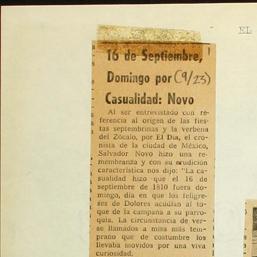 EL
16 de Septiembre,
Domingo por (9/23)
Casualidad: Novo
Al ser entrevistado con re-
ferencia al origen de las fies-
tas septembrinas y la verbena
del Zócalo, por El Día, el cro-
nista de la ciudad de México,
Salvador Novo hizo una re-
membranza y con su erudición
característica nos dijo: "La ca-
sualidad hizo que el 16 de
septiembre de 1810 fuera do-
mingo, día en que los feligre-
ses de Dolores acudían al to-
que de la campana a su parro-
quia. La circunstancia de ver-
se llamados a misa más tem-
prano que de costumbre los
llevaba movidos por una viva
curiosidad.